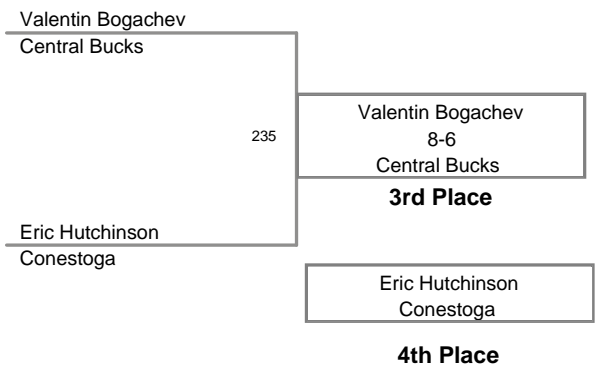 Valentin Bogachev
Central Bucks
235
Valentin Bogachev
8-6
Central Bucks
3rd Place
Eric Hutchinson
Conestoga
Eric Hutchinson
Conestoga
4th Place